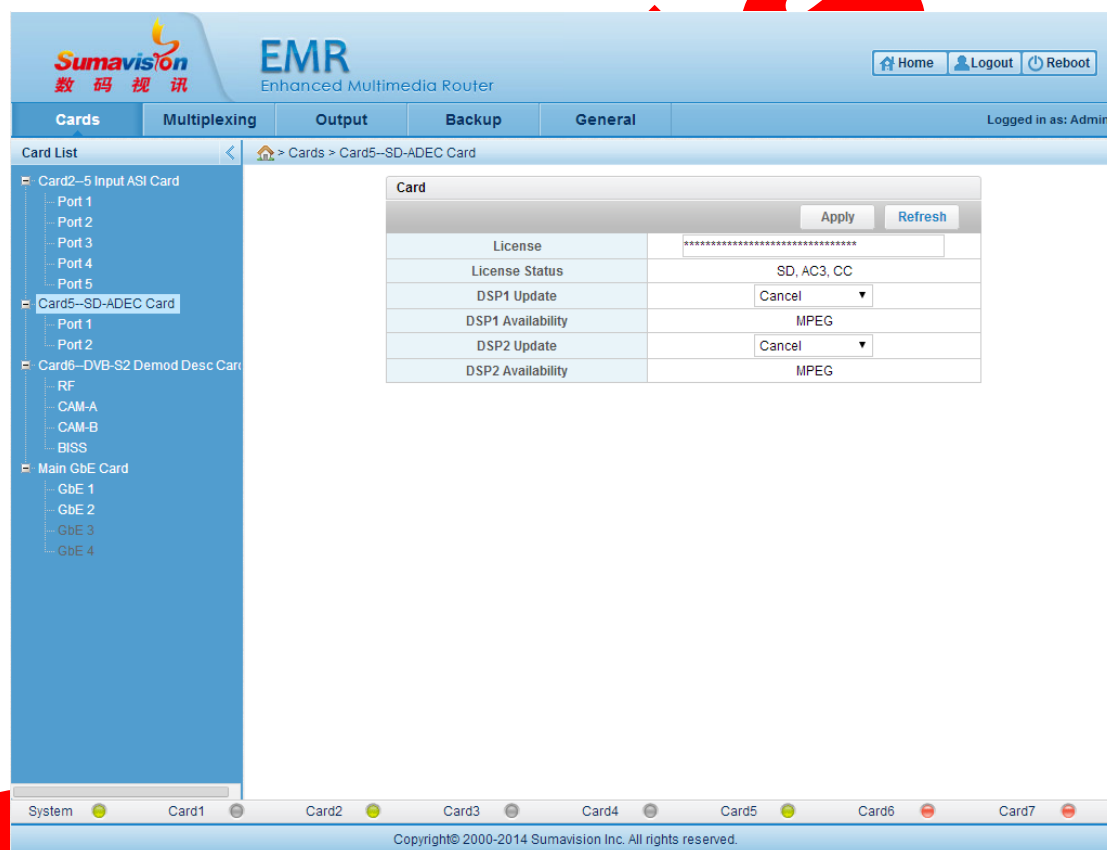 Sumavision
数码视讯
EMR
Enhanced Multimedia Router
Home Logout Reboot
Cards Multiplexing Output Backup General Logged in as: Admin
Card List
> Cards > Card5--SD-ADEC Card
Card2--5 Input ASI Card
Port 1
Port 2
Port 3
Port 4
Port 5
Card5--SD-ADEC Card
Port 1
Port 2
Card6--DVB-S2 Demod Desc Card
RF
CAM-A
CAM-B
BISS
Main GbE Card
GbE 1
GbE 2
GbE 3
GbE 4
Card
Apply Refresh
License ********************************
License Status SD, AC3, CC
DSP1 Update Cancel
DSP1 Availability MPEG
DSP2 Update Cancel
DSP2 Availability MPEG
System Card1 Card2 Card3 Card4 Card5 Card6 Card7
Copyright© 2000-2014 Sumavision Inc. All rights reserved.